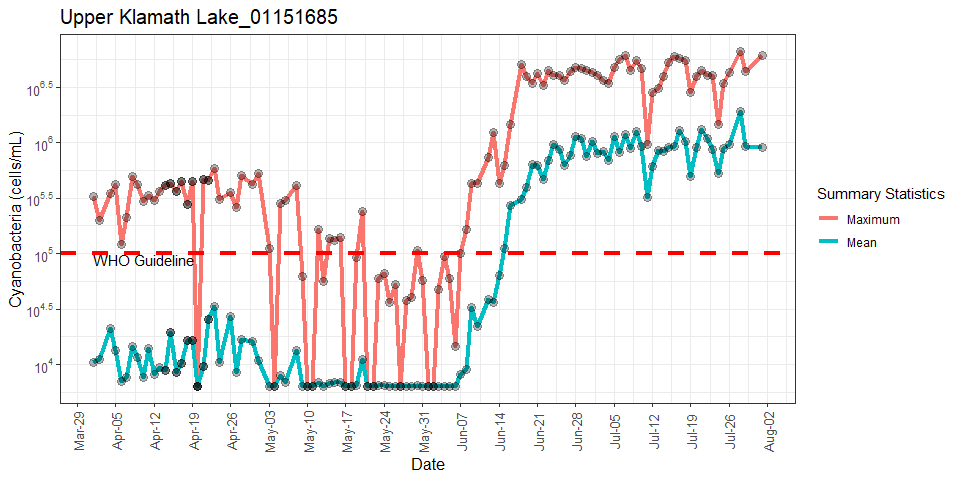 Upper Klamath Lake_01151685
Cyanobacteria (cells/mL)
10^6.5
10^6
10^5.5
10^5
10^4.5
10^4
WHO Guideline
Mar-29
Apr-05
Apr-12
Apr-19
Apr-26
May-03
May-10
May-17
May-24
May-31
Jun-07
Jun-14
Jun-21
Jun-28
Jul-05
Jul-12
Jul-19
Jul-26
Aug-02
Date
Summary Statistics
Maximum
Mean